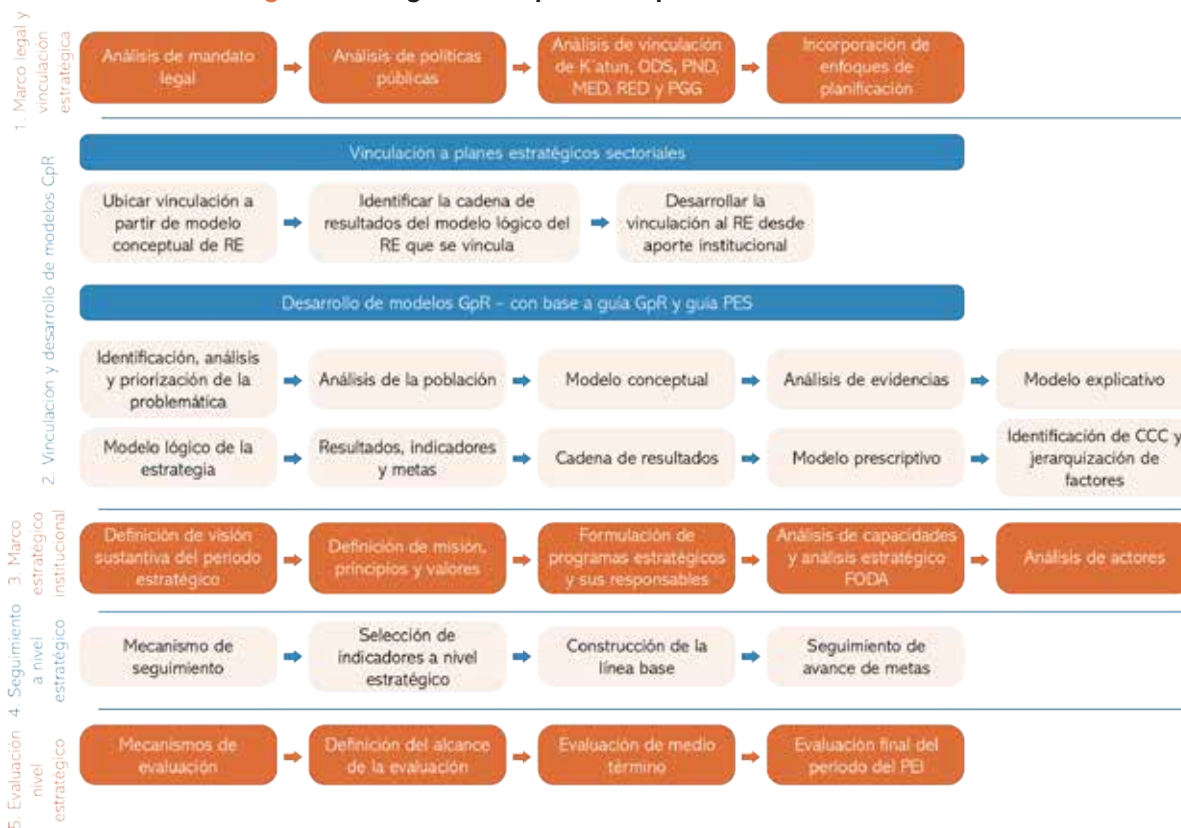 1. Marco legal y
vinculación
estratégica
Análisis de mandato
legal
Análisis de políticas
públicas
Análisis de vinculación
de K´atun, ODS, PND,
MED, RED y PGG
Incorporación de
enfoques de
planificación
2. Vinculación y desarrollo de modelos CpR
Vinculación a planes estratégicos sectoriales
Ubicar vinculación a
partir de modelo
conceptual de RE
Identificar la cadena de
resultados del modelo lógico del
RE que se vincula
Desarrollar la
vinculación al RE desde
aporte institucional
Desarrollo de modelos GpR – con base a guía GpR y guía PES
Identificación, análisis
y priorización de la
problemática
Análisis de la población
Modelo conceptual
Análisis de evidencias
Modelo explicativo
Modelo lógico de la
estrategia
Resultados, indicadores
y metas
Cadena de resultados
Modelo prescriptivo
Identificación de CCC y
jerarquización de
factores
3. Marco
estratégico
institucional
Definición de visión
sustantiva del periodo
estratégico
Definición de misión,
principios y valores
Formulación de
programas estratégicos
y sus responsables
Análisis de capacidades
y análisis estratégico
FODA
Análisis de actores
4. Seguimiento
a nivel
estratégico
Mecanismo de
seguimiento
Selección de
indicadores a nivel
estratégico
Construcción de la
línea base
Seguimiento de
avance de metas
5. Evaluación
nivel
estratégico
Mecanismos de
evaluación
Definición del alcance
de la evaluación
Evaluación de medio
término
Evaluación final del
periodo del PEI